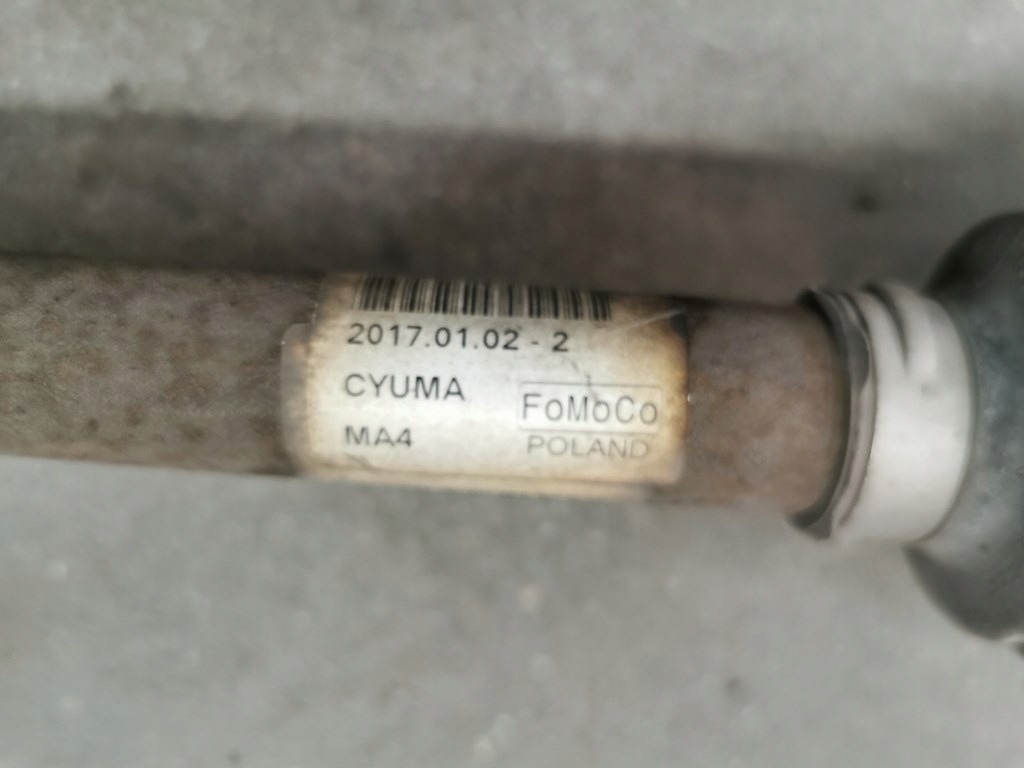 2017.01.02 - 2
CYUMA
FoMoCo
MA4
POLAND